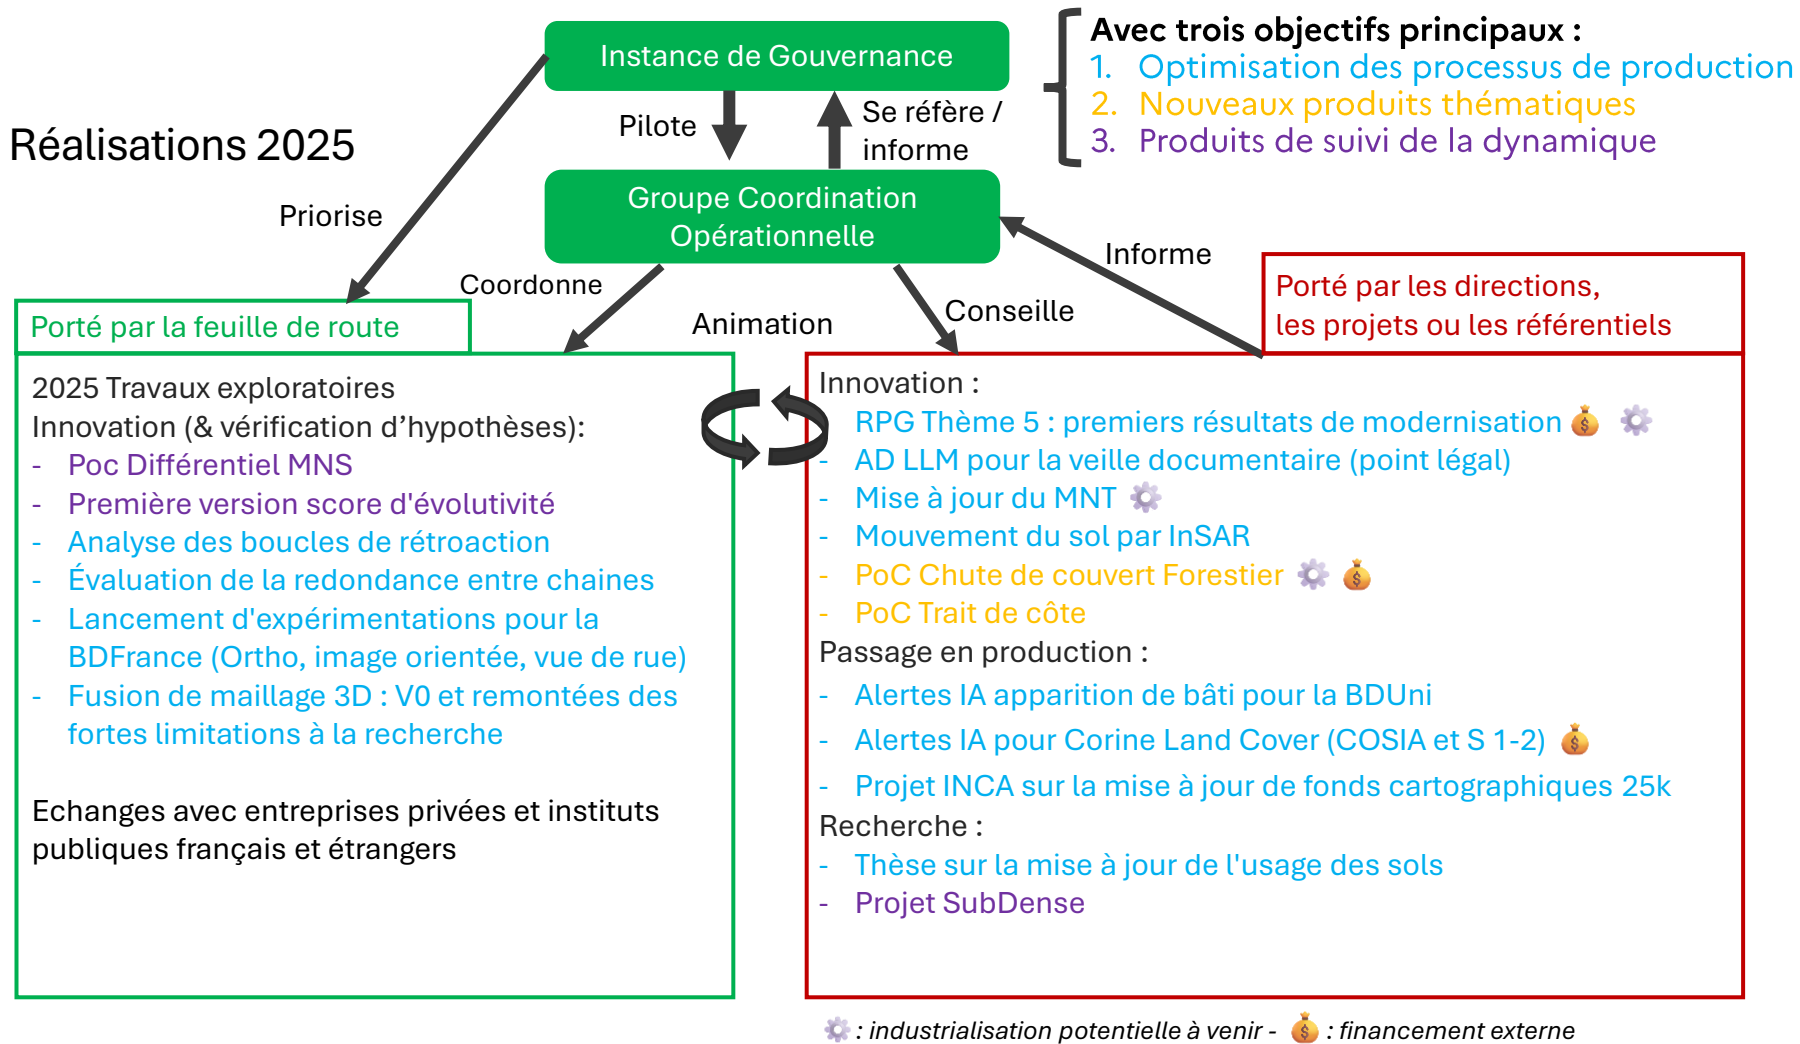 Réalisations 2025
Instance de Gouvernance
Avec trois objectifs principaux :
1. Optimisation des processus de production
2. Nouveaux produits thématiques
3. Produits de suivi de la dynamique
Pilote
Se réfère /
informe
Priorise
Groupe Coordination
Opérationnelle
Coordonne
Animation
Conseille
Informe
Porté par la feuille de route
2025 Travaux exploratoires
Innovation (& vérification d’hypothèses):
- Poc Différentiel MNS
- Première version score d'évolutivité
- Analyse des boucles de rétroaction
- Évaluation de la redondance entre chaines
- Lancement d'expérimentations pour la
BDFrance (Ortho, image orientée, vue de rue)
- Fusion de maillage 3D : V0 et remontées des
fortes limitations à la recherche
Echanges avec entreprises privées et instituts
publiques français et étrangers
Porté par les directions,
les projets ou les référentiels
Innovation :
RPG Thème 5 : premiers résultats de modernisation
- AD LLM pour la veille documentaire (point légal)
- Mise à jour du MNT
- Mouvement du sol par InSAR
- PoC Chute de couvert Forestier
- PoC Trait de côte
Passage en production :
- Alertes IA apparition de bâti pour la BDUni
- Alertes IA pour Corine Land Cover (COSIA et S 1-2)
- Projet INCA sur la mise à jour de fonds cartographiques 25k
Recherche :
- Thèse sur la mise à jour de l'usage des sols
- Projet SubDense
: industrialisation potentielle à venir - : financement externe